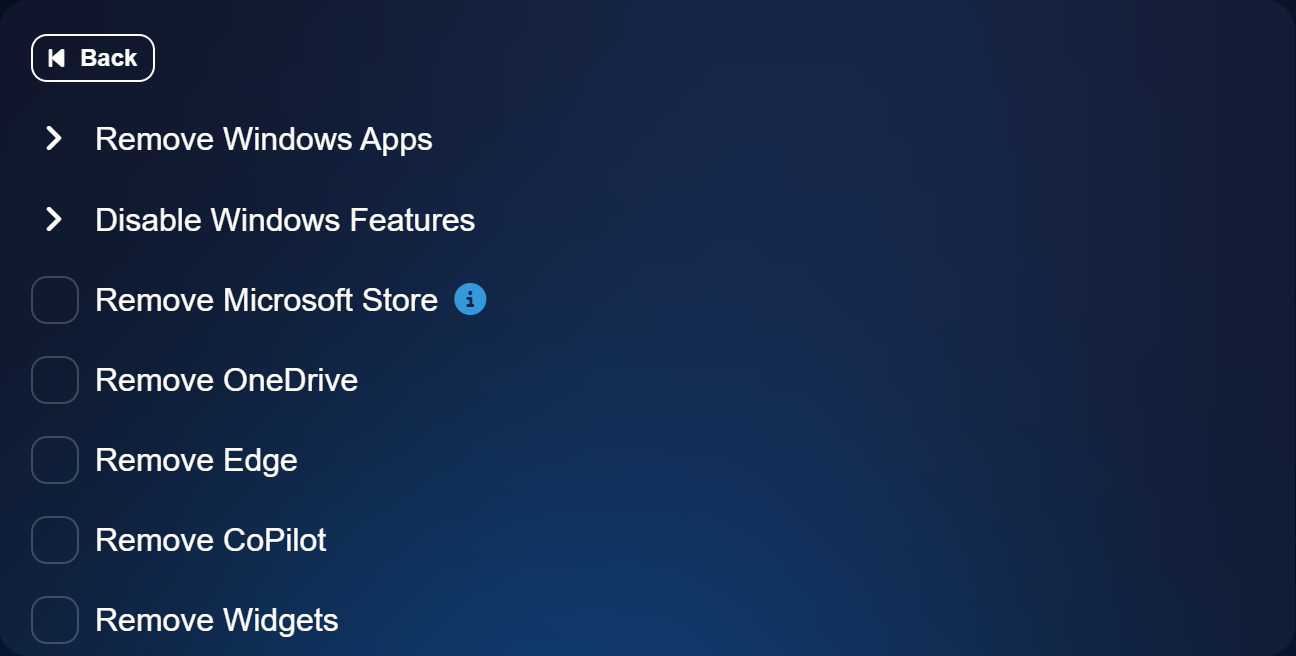 Back
Remove Windows Apps
Disable Windows Features
Remove Microsoft Store
Remove OneDrive
Remove Edge
Remove CoPilot
Remove Widgets